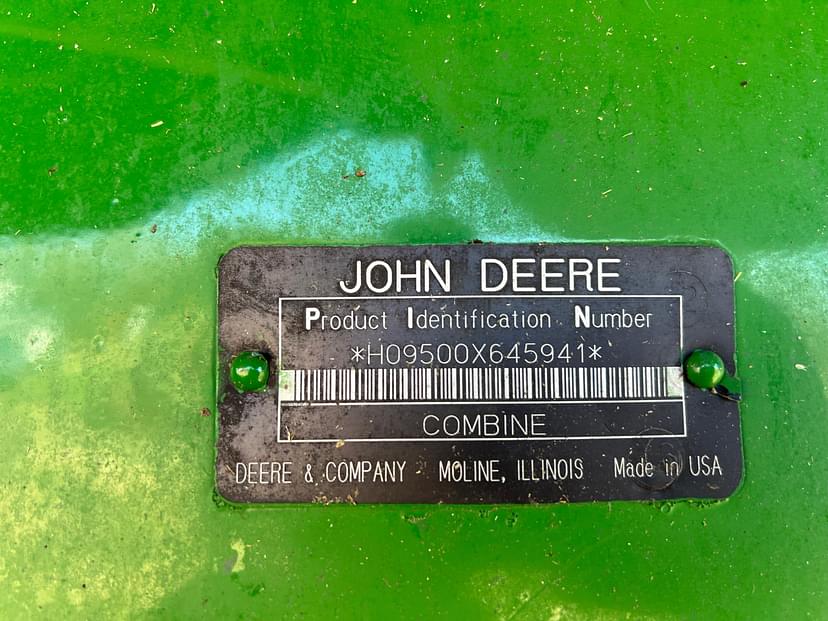 JOHN DEERE
Product Identification Number
*H09500X645941*
COMBINE
DEERE & COMPANY MOLINE, ILLINOIS Made in USA